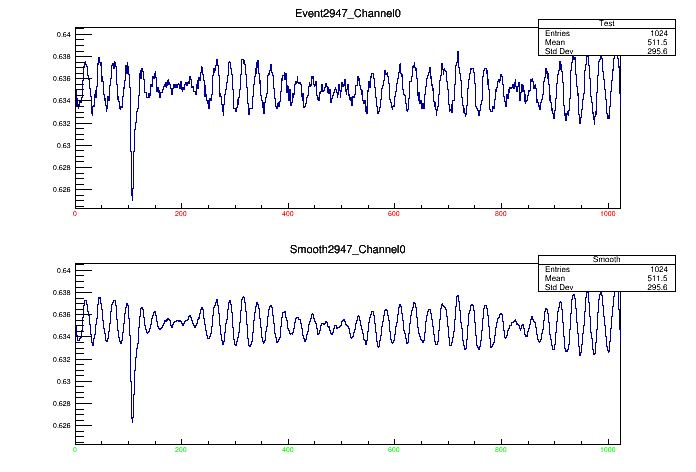 Event2947_Channel0
Test
Entries 1024
Mean 511.5
Std Dev 295.6
0.64
0.638
0.636
0.634
0.632
0.63
0.628
0.626
0 200 400 600 800 1000
Smooth2947_Channel0
Smooth
Entries 1024
Mean 511.5
Std Dev 295.6
0.64
0.638
0.636
0.634
0.632
0.63
0.628
0.626
0 200 400 600 800 1000